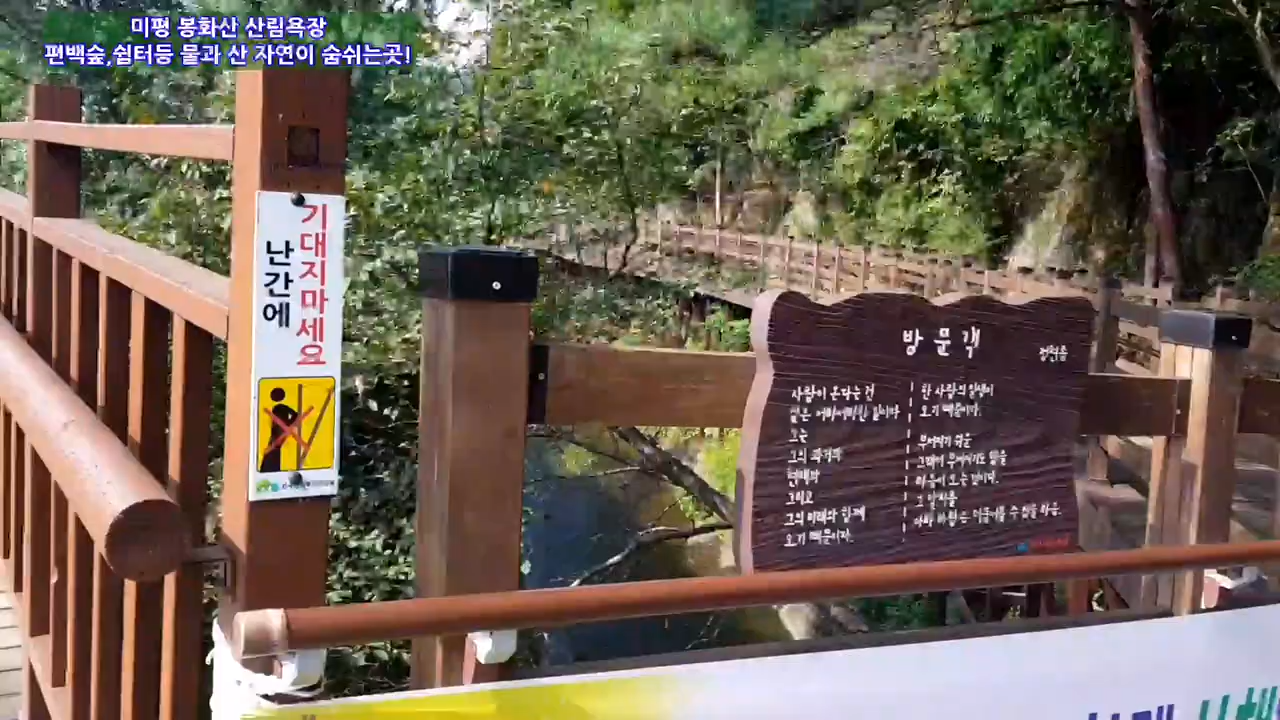 미평 봉화산 산림욕장
편백숲,쉼터등 물과 산 자연이 숨쉬는곳!
난간에
기대지마세요
방문객
정현종
사람이 온다는 건
실은 어마어마한 일이다
그는
그의 과거와
현재와
그리고
그의 미래와 함께
오기 때문이다.
한 사람의 일생이
오기 때문이다.
부서지기 쉬운
그래서 부서지기도 했을
마음이 오는 것이다.
그 갈피를
아마 바람은 더듬어볼 수 있을 마음.